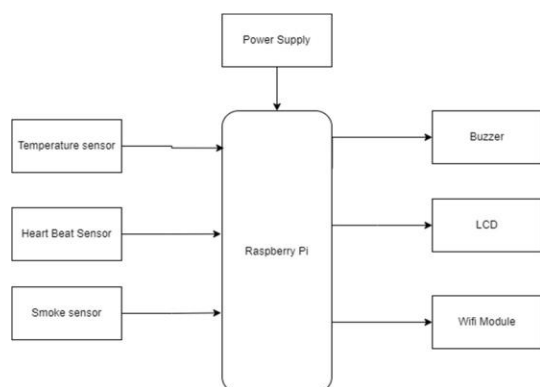 Power Supply
Temperature sensor
Buzzer
Heart Beat Sensor
LCD
Raspberry Pi
Smoke sensor
Wifi Module